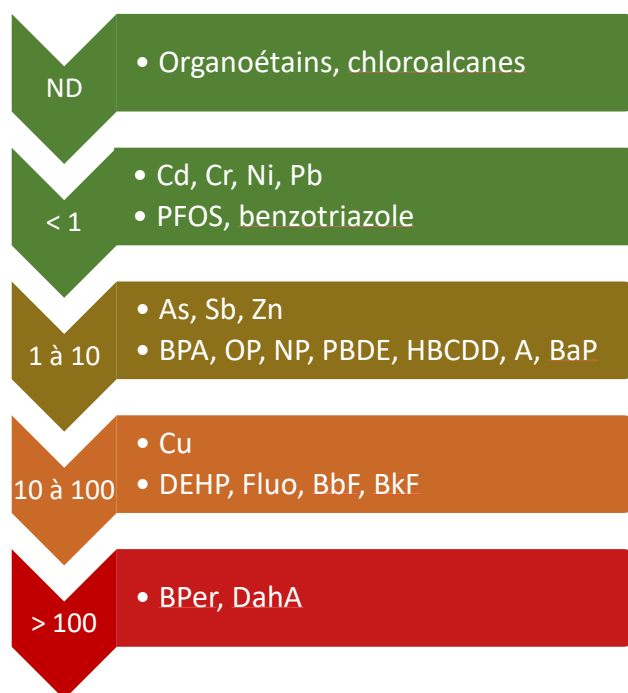 ND
• Organoétains, chloroalcanes
< 1
• Cd, Cr, Ni, Pb
• PFOS, benzotriazole
1 à 10
• As, Sb, Zn
• BPA, OP, NP, PBDE, HBCDD, A, BaP
10 à 100
• Cu
• DEHP, Fluo, BbF, BkF
> 100
• BPer, DahA